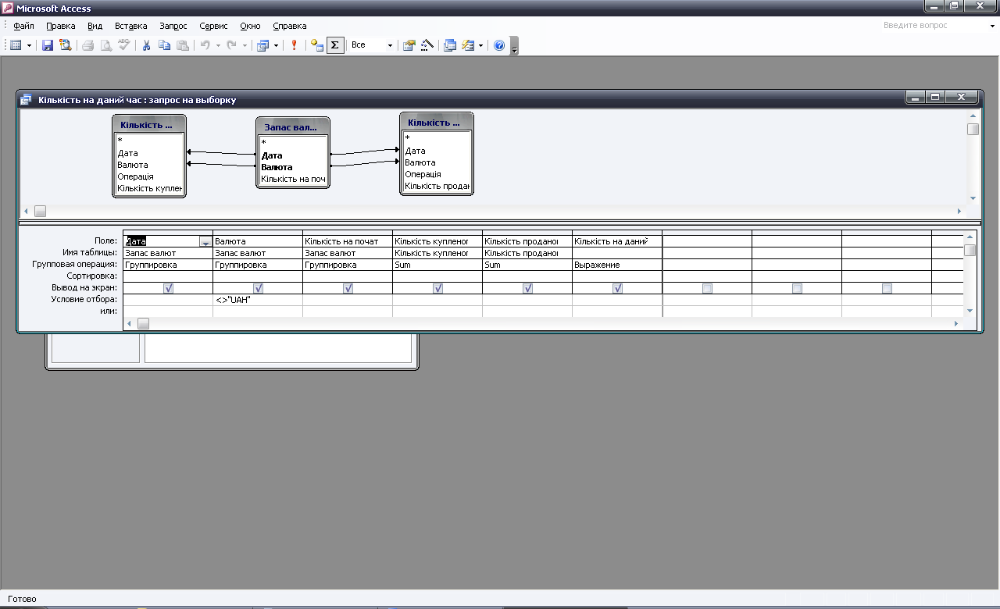 Microsoft Access
Файл Правка Вид Вставка Запрос Сервис Окно Справка Введите вопрос
Все
Кількість на даний час : запрос на выборку
Кількість ...
*
Дата
Валюта
Операція
Кількість куплен
Запас вал...
*
Дата
Валюта
Кількість на поч
Кількість ...
*
Дата
Валюта
Операція
Кількість продан
Поле: Дата Валюта Кількість на почат Кількість купленог Кількість проданог Кількість на даний
Имя таблицы: Запас валют Запас валют Запас валют Кількість купленог Кількість проданог
Групповая операция: Группировка Группировка Группировка Sum Sum Выражение
Сортировка:
Вывод на экран:
Условие отбора: <>"UAH"
или:
Готово